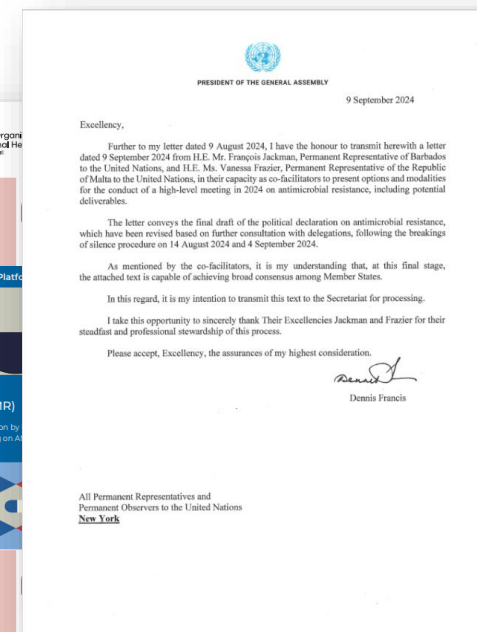 PRESIDENT OF THE GENERAL ASSEMBLY
9 September 2024
Excellency,
Further to my letter dated 9 August 2024, I have the honour to transmit herewith a letter
dated 9 September 2024 from H.E. Mr. François Jackman, Permanent Representative of Barbados
to the United Nations, and H.E. Ms. Vanessa Frazier, Permanent Representative of the Republic
of Malta to the United Nations, in their capacity as co-facilitators to present options and modalities
for the conduct of a high-level meeting in 2024 on antimicrobial resistance, including potential
deliverables.
The letter conveys the final draft of the political declaration on antimicrobial resistance,
which have been revised based on further consultation with delegations, following the breakings
of silence procedure on 14 August 2024 and 4 September 2024.
As mentioned by the co-facilitators, it is my understanding that, at this final stage,
the attached text is capable of achieving broad consensus among Member States.
In this regard, it is my intention to transmit this text to the Secretariat for processing.
I take this opportunity to sincerely thank Their Excellencies Jackman and Frazier for their
steadfast and professional stewardship of this process.
Please accept, Excellency, the assurances of my highest consideration.
Dennis Francis
All Permanent Representatives and
Permanent Observers to the United Nations
New York